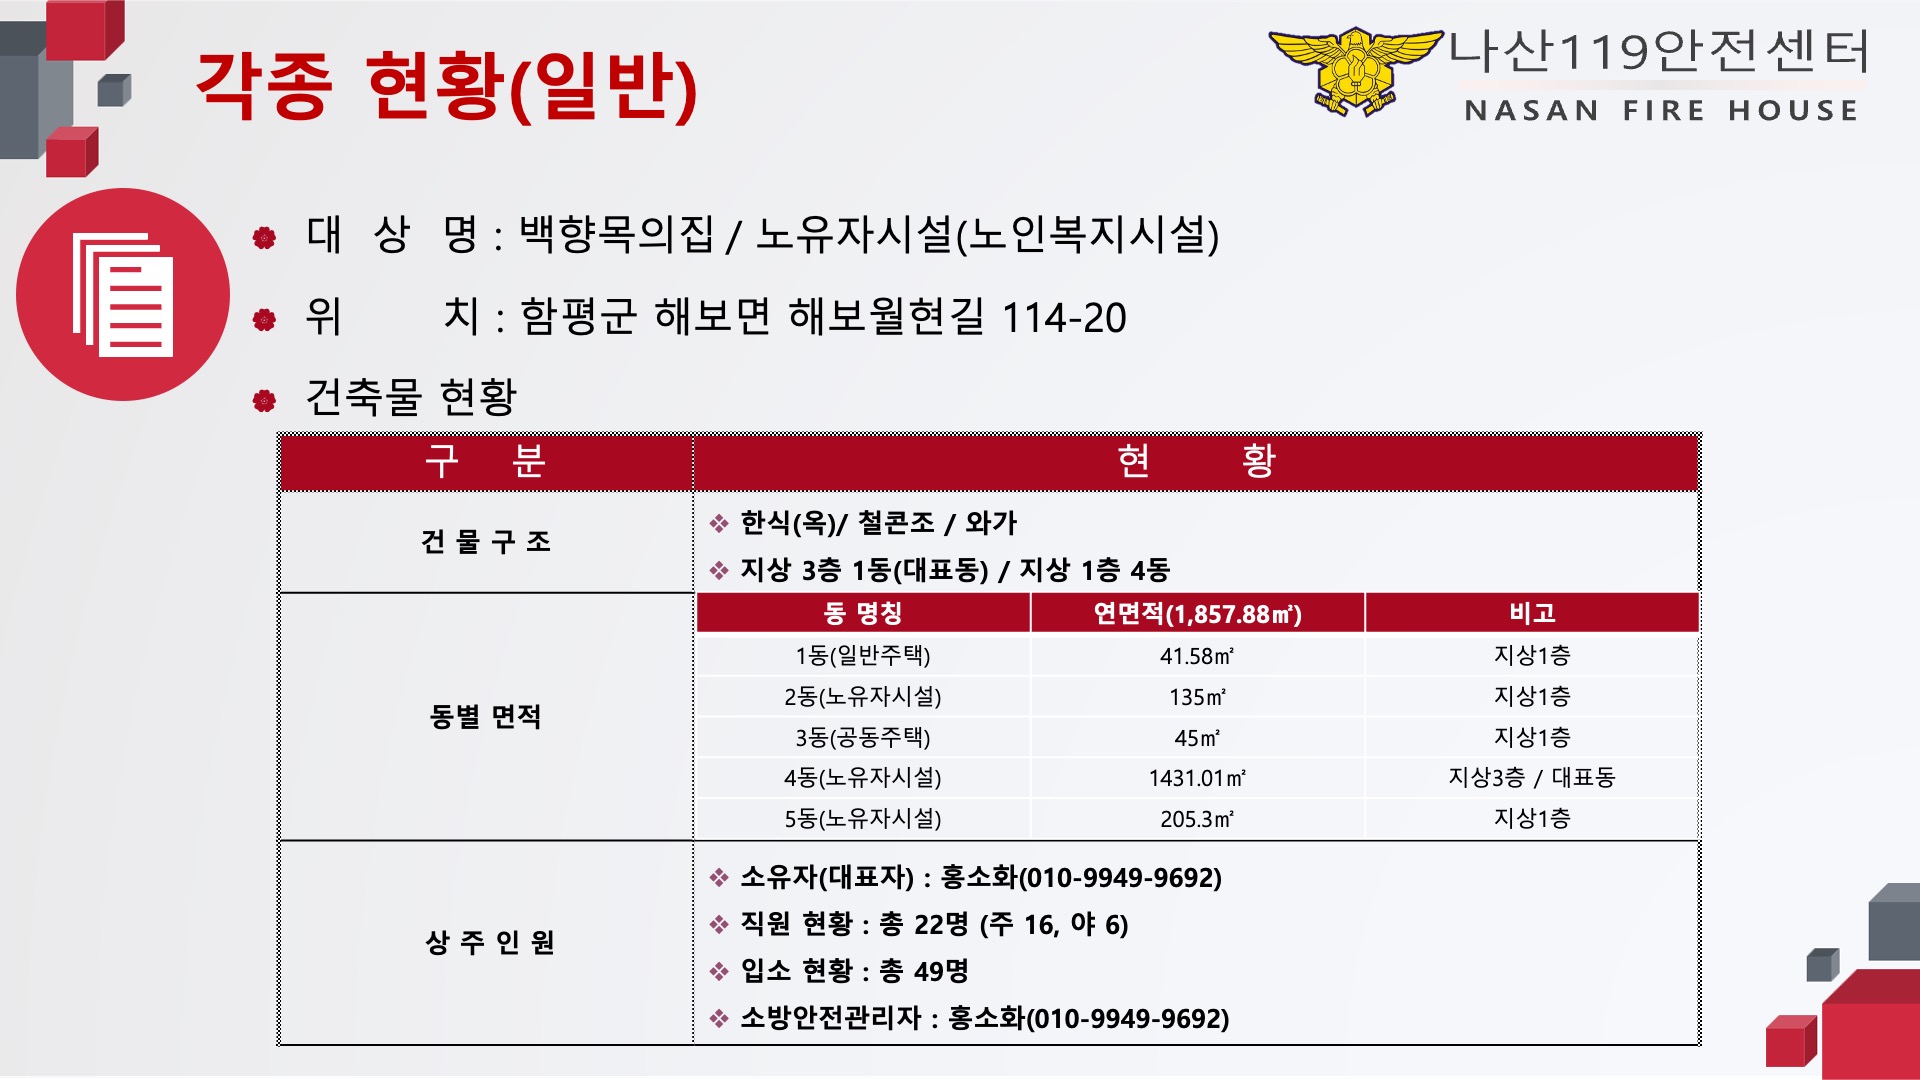 각종 현황(일반)
나산119안전센터
NASAN FIRE HOUSE
대 상 명 : 백향목의집 / 노유자시설(노인복지시설)
위 치 : 함평군 해보면 해보월현길 114-20
건축물 현황
구 분 현 황
건 물 구 조
한식(옥)/ 철콘조 / 와가
지상 3층 1동(대표동) / 지상 1층 4동
동별 면적
동 명칭 연면적(1,857.88㎡) 비고
1동(일반주택) 41.58㎡ 지상1층
2동(노유자시설) 135㎡ 지상1층
3동(공동주택) 45㎡ 지상1층
4동(노유자시설) 1431.01㎡ 지상3층 / 대표동
5동(노유자시설) 205.3㎡ 지상1층
상 주 인 원
소유자(대표자) : 홍소화(010-9949-9692)
직원 현황 : 총 22명 (주 16, 야 6)
입소 현황 : 총 49명
소방안전관리자 : 홍소화(010-9949-9692)